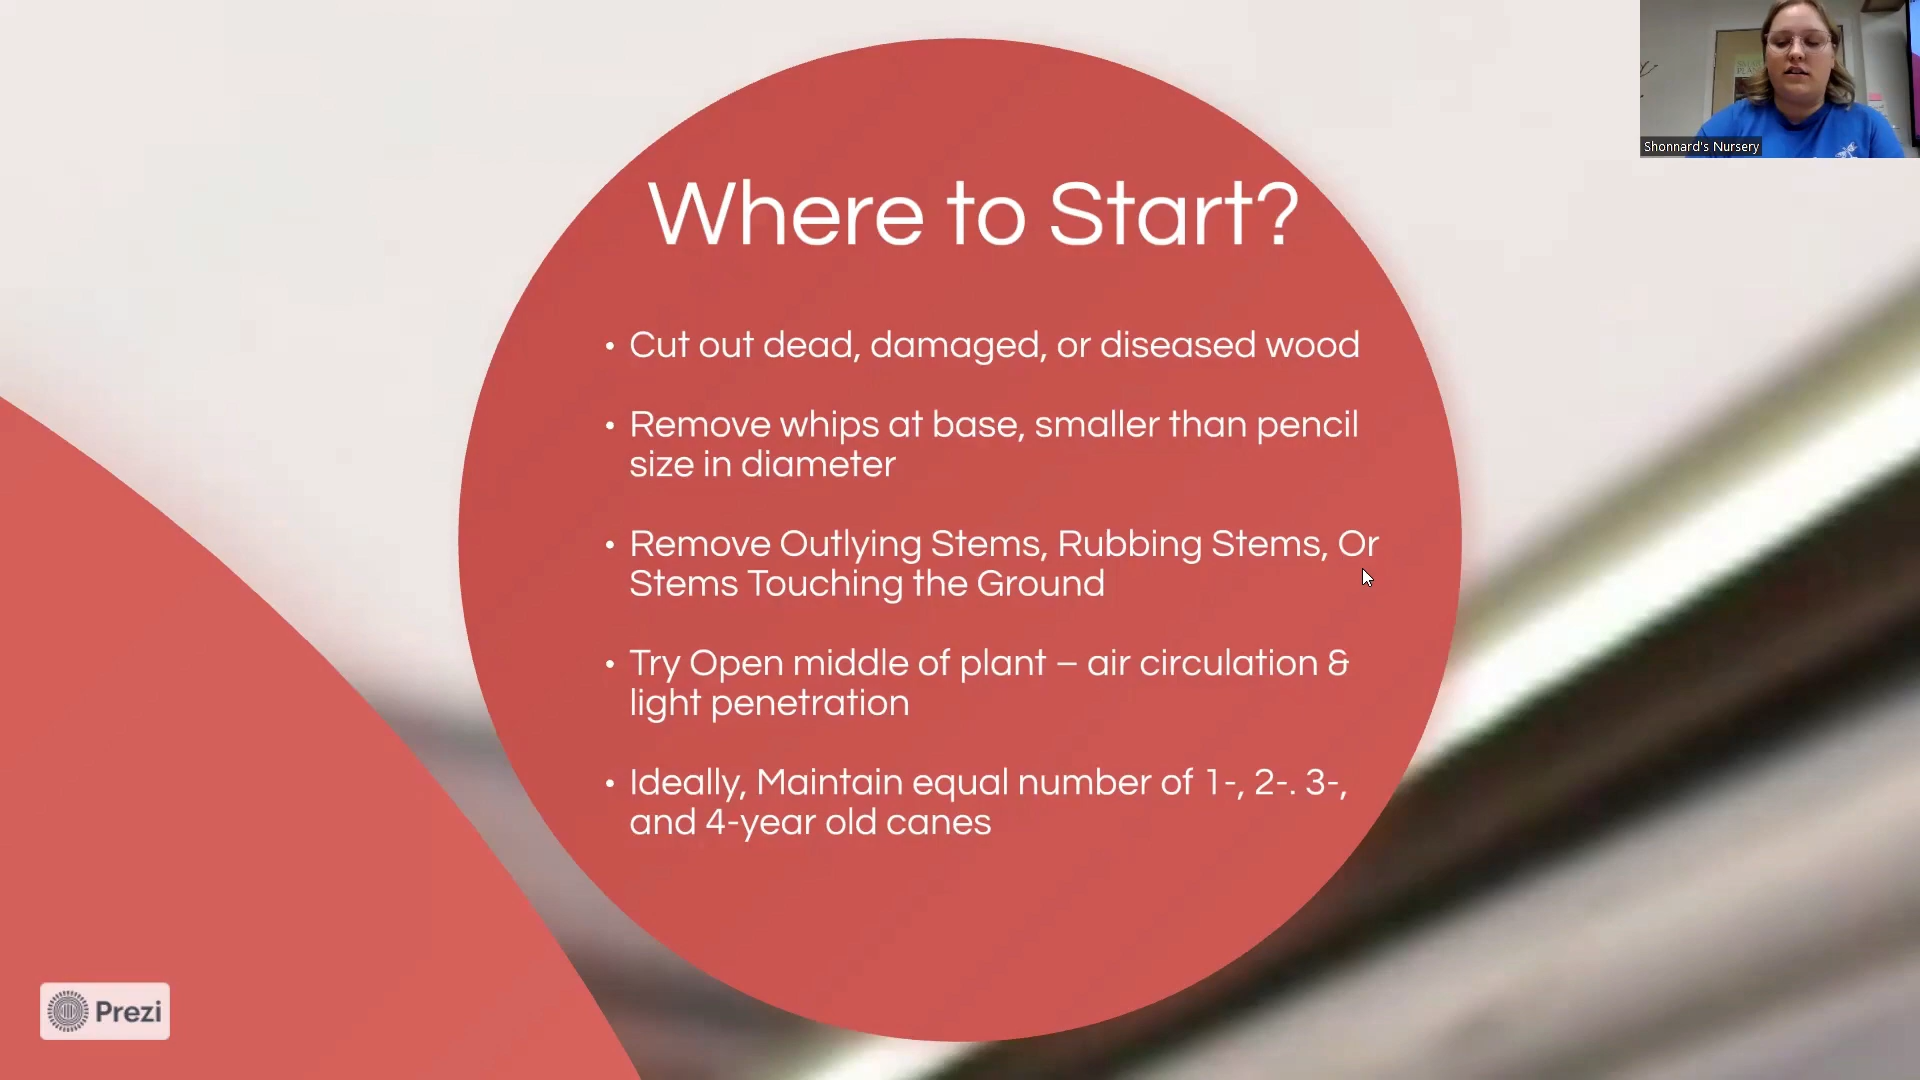 Shonnard's Nursery
Where to Start?
• Cut out dead, damaged, or diseased wood
• Remove whips at base, smaller than pencil
size in diameter
• Remove Outlying Stems, Rubbing Stems, Or
Stems Touching the Ground
• Try Open middle of plant – air circulation &
light penetration
• Ideally, Maintain equal number of 1-, 2-. 3-,
and 4-year old canes
Prezi